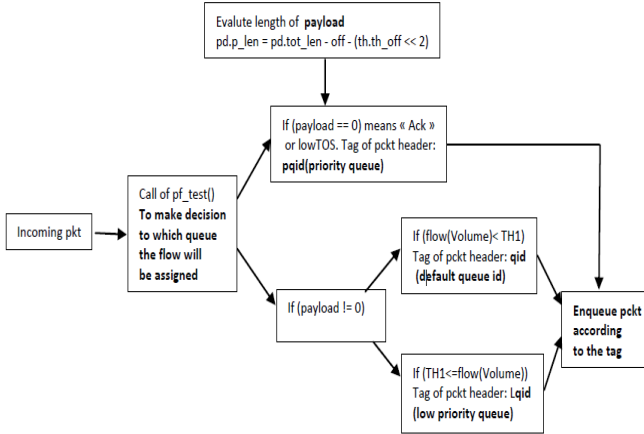 Evalute length of payload
pd.p_len = pd.tot_len - off - (th.th_off << 2)
If (payload == 0) means « Ack »
or lowTOS. Tag of pckt header:
pqid(priority queue)
Call of pf_test()
To make decision
to which queue
the flow will
be assigned
Incoming pkt
If (flow(Volume)< TH1)
Tag of pckt header: qid
(default queue id)
If (payload != 0)
Enqueue pckt
according
to the tag
If (TH1<=flow(Volume))
Tag of pckt header: Lqid
(low priority queue)